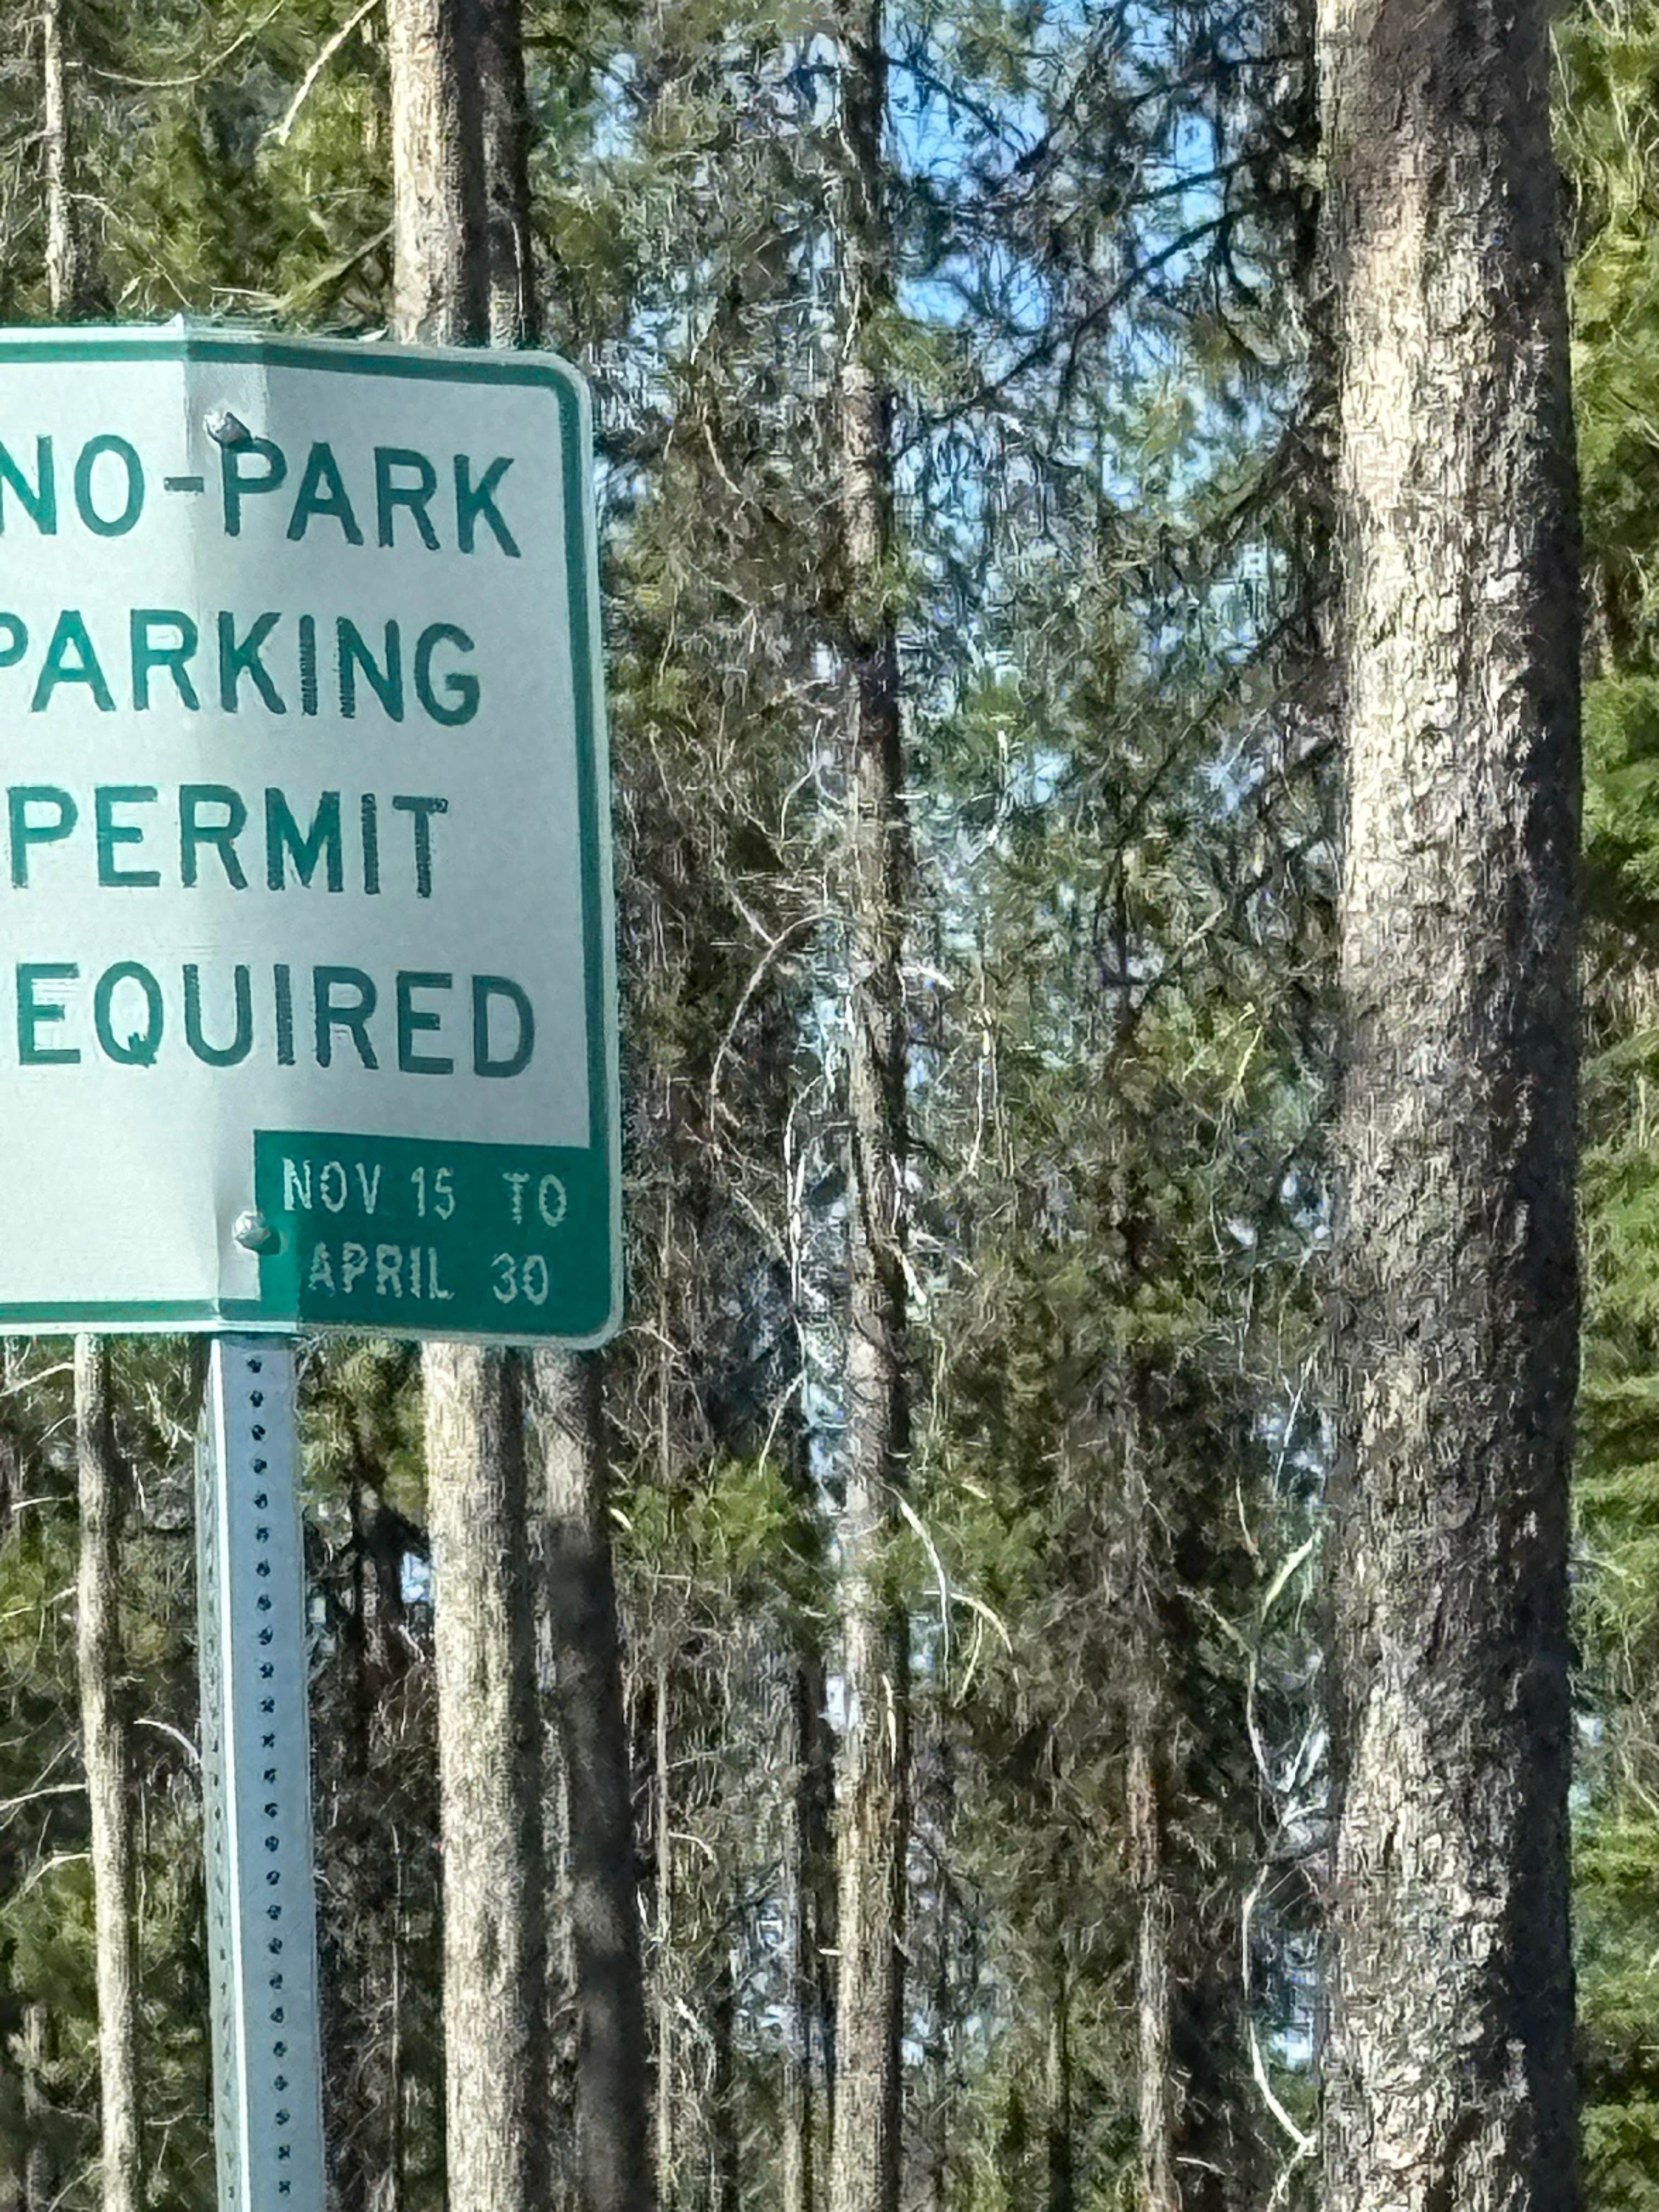 NO-PARK
PARKING
PERMIT
EQUIRED
NOV 15 TO
APRIL 30